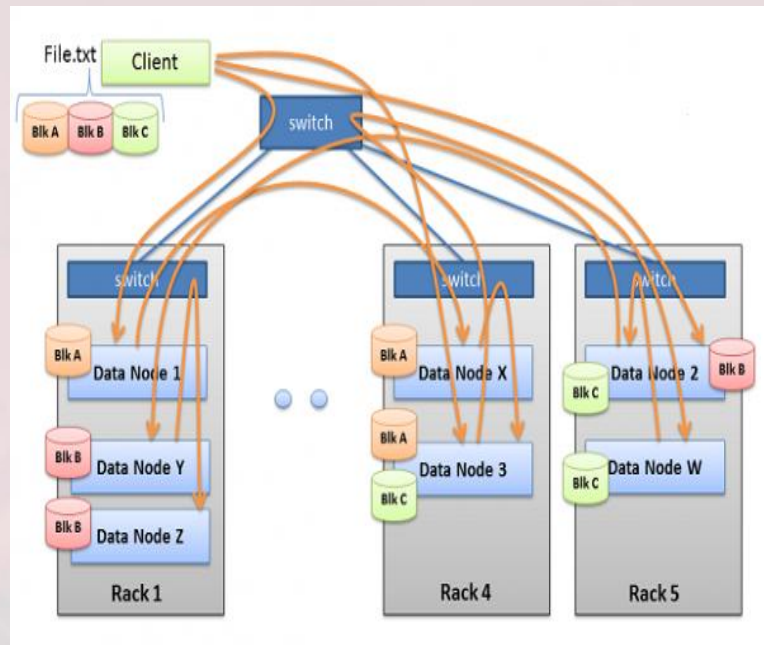 File.txt
Client
Blk A
Blk B
Blk C
switch
switch
switch
switch
Blk A
Data Node 1
Blk A
Data Node X
Data Node 2
Blk B
Blk C
Blk B
Data Node Y
Blk A
Data Node 3
Blk C
Blk C
Data Node W
Blk B
Data Node Z
Rack 1
Rack 4
Rack 5